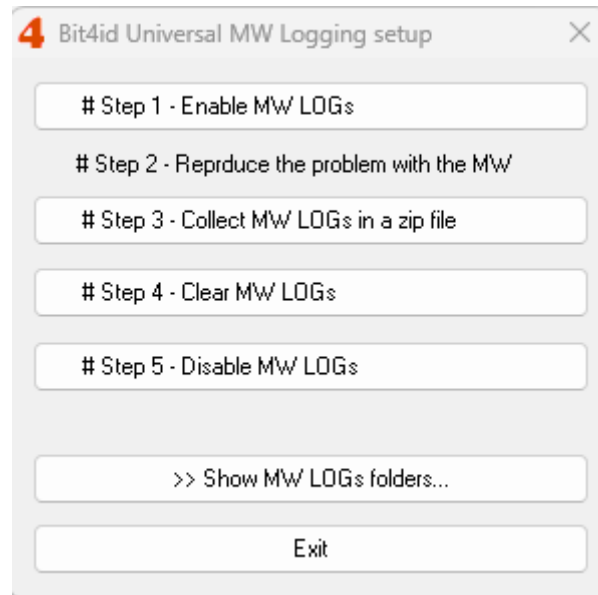 4 Bit4id Universal MW Logging setup
# Step 1 - Enable MW LOGs
# Step 2 - Reprduce the problem with the MW
# Step 3 - Collect MW LOGs in a zip file
# Step 4 - Clear MW LOGs
# Step 5 - Disable MW LOGs
>> Show MW LOGs folders...
Exit